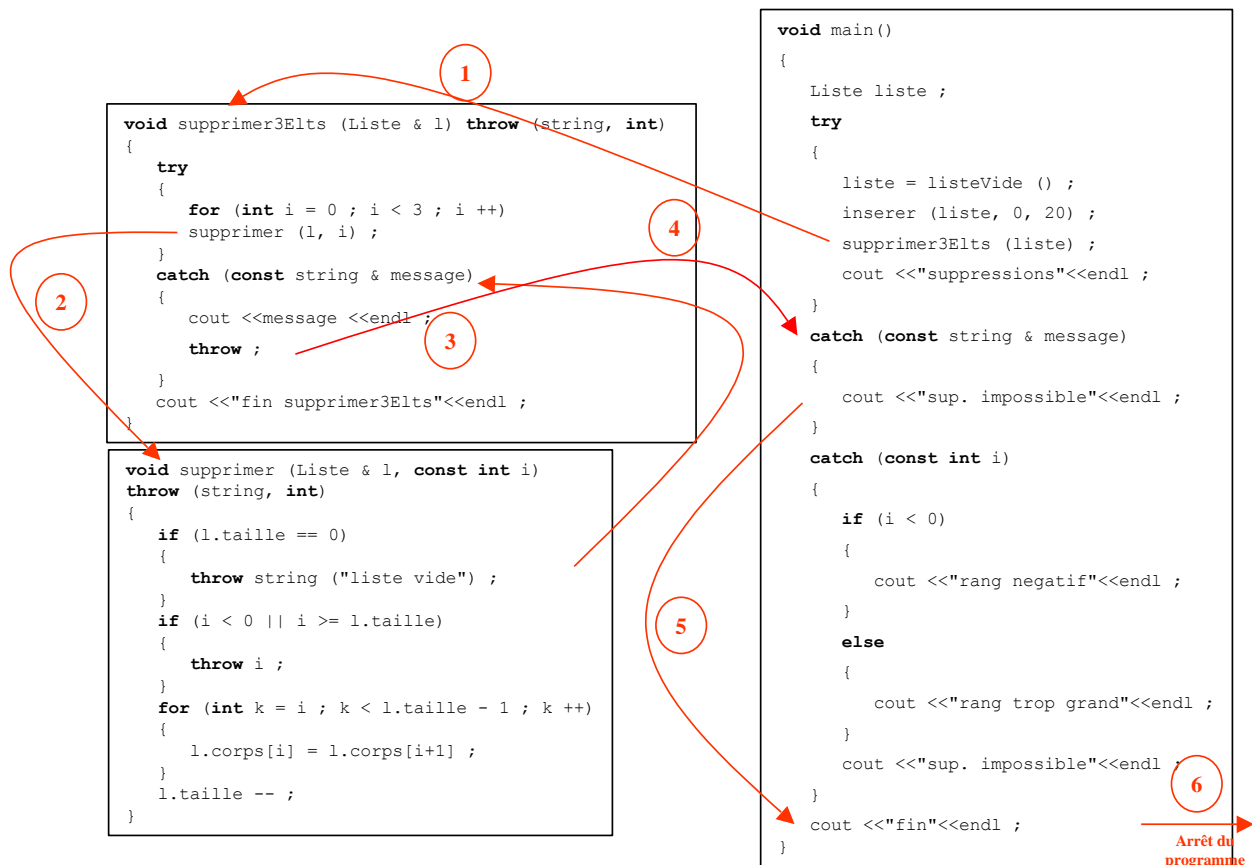 void supprimer3Elts (Liste & l) throw (string, int)
{
try
{
for (int i = 0 ; i < 3 ; i ++)
supprimer (l, i) ;
}
catch (const string & message)
{
cout <<message <<endl ;
throw ;
}
cout <<"fin supprimer3Elts"<<endl ;
}
void supprimer (Liste & l, const int i)
throw (string, int)
{
if (l.taille == 0)
{
throw string ("liste vide") ;
}
if (i < 0 || i >= l.taille)
{
throw i ;
}
for (int k = i ; k < l.taille - 1 ; k ++)
{
l.corps[i] = l.corps[i+1] ;
}
l.taille -- ;
}
void main()
{
Liste liste ;
try
{
liste = listeVide () ;
inserer (liste, 0, 20) ;
supprimer3Elts (liste) ;
cout <<"suppressions"<<endl ;
}
catch (const string & message)
{
cout <<"sup. impossible"<<endl ;
}
catch (const int i)
{
if (i < 0)
{
cout <<"rang negatif"<<endl ;
}
else
{
cout <<"rang trop grand"<<endl ;
}
cout <<"sup. impossible"<<endl ;
}
cout <<"fin"<<endl ;
}
1
2
3
4
5
6
Arrêt du
programme